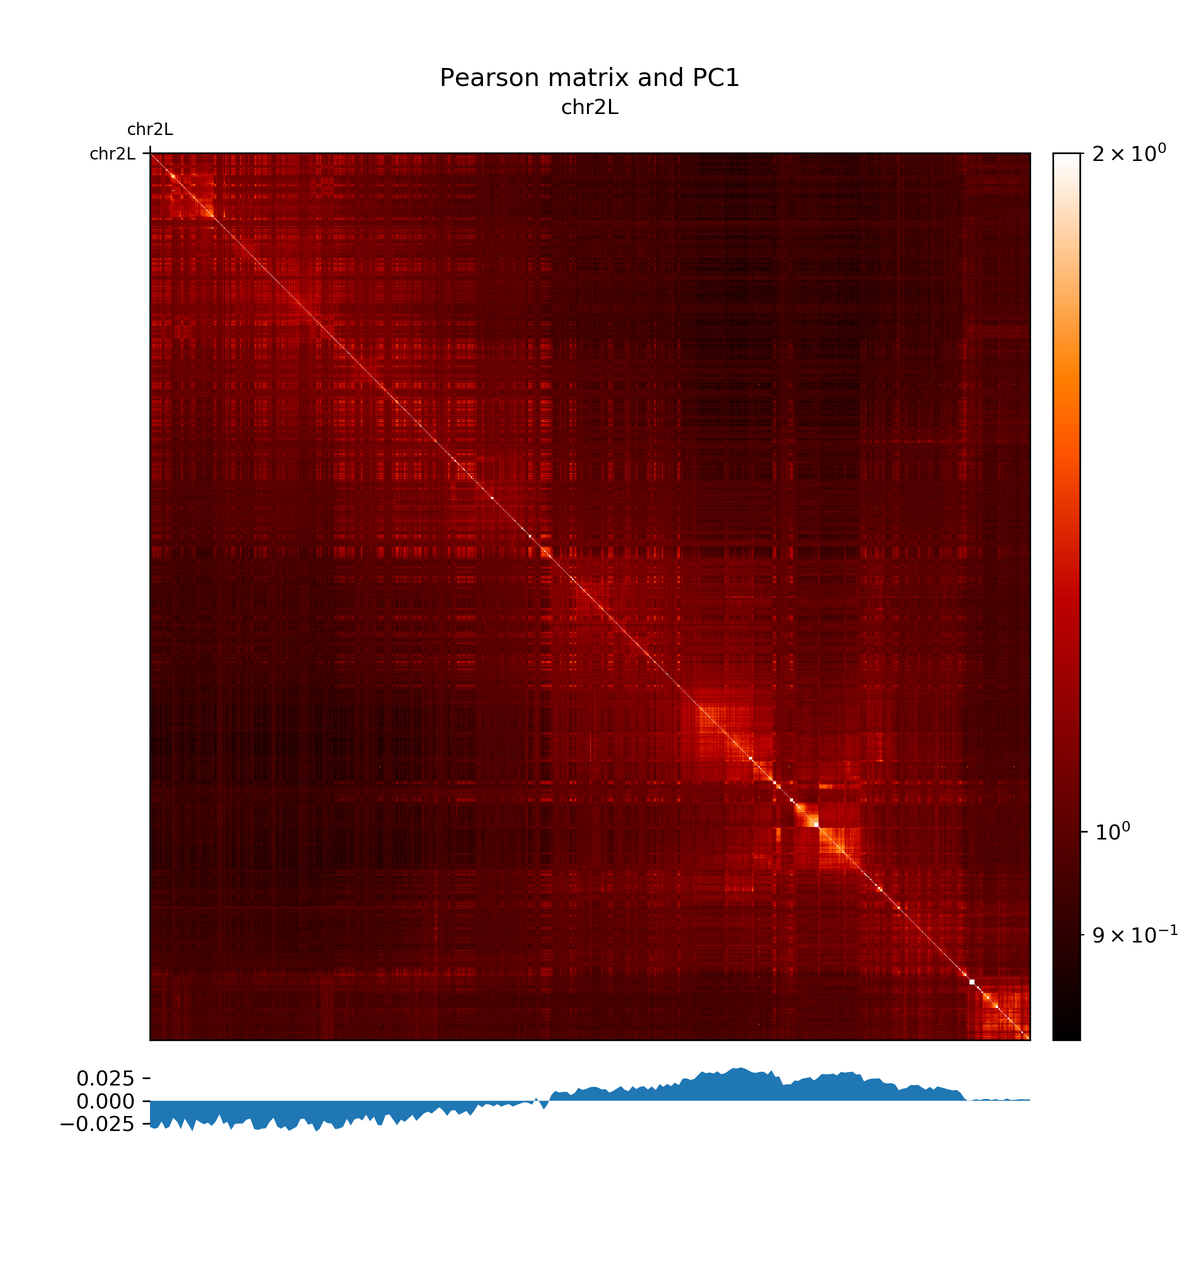 Pearson matrix and PC1
chr2L
chr2L
chr2L
2 × 10⁰
10⁰
9 × 10⁻¹
0.025
0.000
−0.025